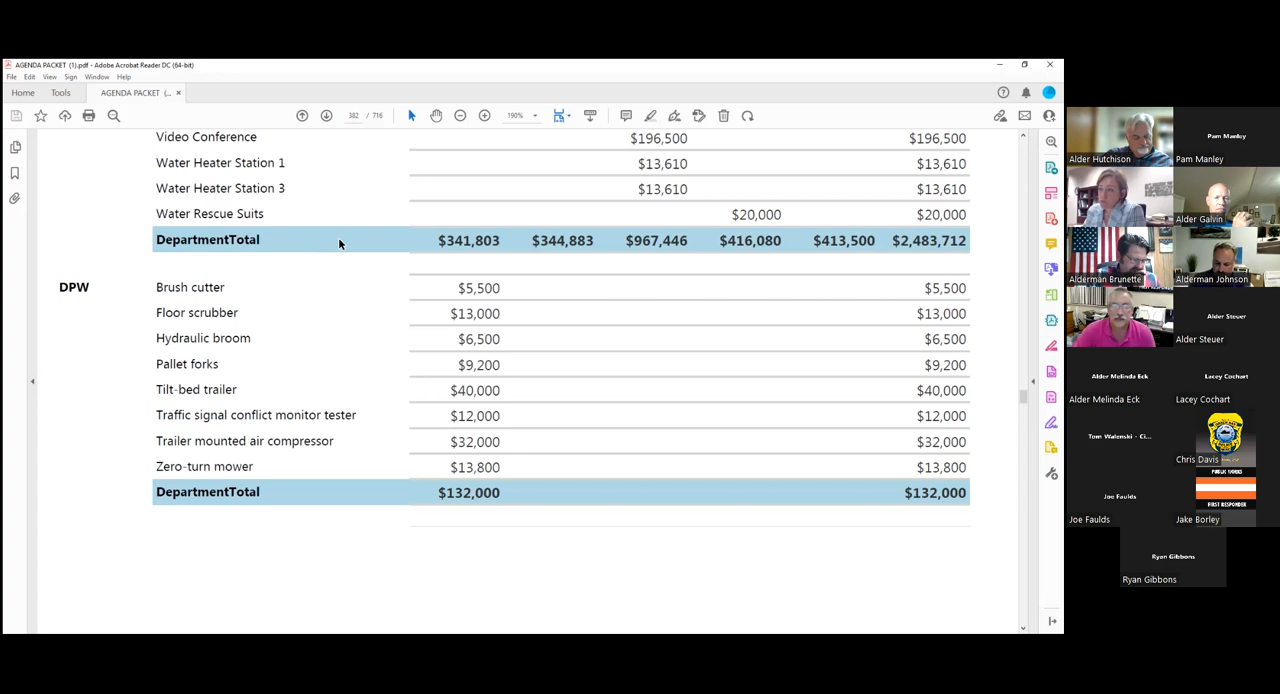 AGENDA PACKET (1).pdf - Adobe Acrobat Reader DC (64-bit)
File Edit View Sign Window Help
Home Tools AGENDA PACKET (... ×
382 / 716 190%
Video Conference $196,500 $196,500
Water Heater Station 1 $13,610 $13,610
Water Heater Station 3 $13,610 $13,610
Water Rescue Suits $20,000 $20,000
DepartmentTotal $341,803 $344,883 $967,446 $416,080 $413,500 $2,483,712
DPW Brush cutter $5,500 $5,500
Floor scrubber $13,000 $13,000
Hydraulic broom $6,500 $6,500
Pallet forks $9,200 $9,200
Tilt-bed trailer $40,000 $40,000
Traffic signal conflict monitor tester $12,000 $12,000
Trailer mounted air compressor $32,000 $32,000
Zero-turn mower $13,800 $13,800
DepartmentTotal $132,000 $132,000
Alder Hutchison
Pam Manley
Pam Manley
Alder Galvin
Alderman Brunette
Alderman Johnson
Alder Steuer
Alder Steuer
Alder Melinda Eck
Alder Melinda Eck
Lacey Cochart
Lacey Cochart
Tom Walenski - Ci...
Chris Davis
Joe Faulds
Joe Faulds
PUBLIC WORKS
FIRST RESPONDER
Jake Borley
Ryan Gibbons
Ryan Gibbons